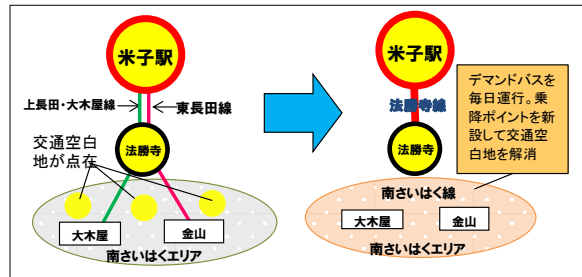 米子駅
上長田・大木屋線
東長田線
交通空白
地が点在
法勝寺
大木屋
金山
南さいはくエリア
米子駅
法勝寺線
法勝寺
デマンドバスを
毎日運行。乗
降ポイントを新
設して交通空
白地を解消
南さいはく線
大木屋
金山
南さいはくエリア